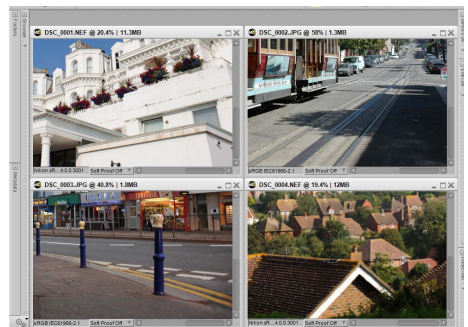 DSC_0001.NEF @ 20.4% | 11.3MB
DSC_0002.JPG @ 58% | 1.3MB
Folders
Browser
Metadata
Nikon sR... 4.0.0.3001
Soft Proof Off
sRGB IEC61966-2.1
Soft Proof Off
DSC_0003.JPG @ 40.8% | 1.8MB
DSC_0004.NEF @ 19.4% | 12MB
sRGB IEC61966-2.1
Soft Proof Off
Nikon sR... 4.0.0.3001
Soft Proof Off